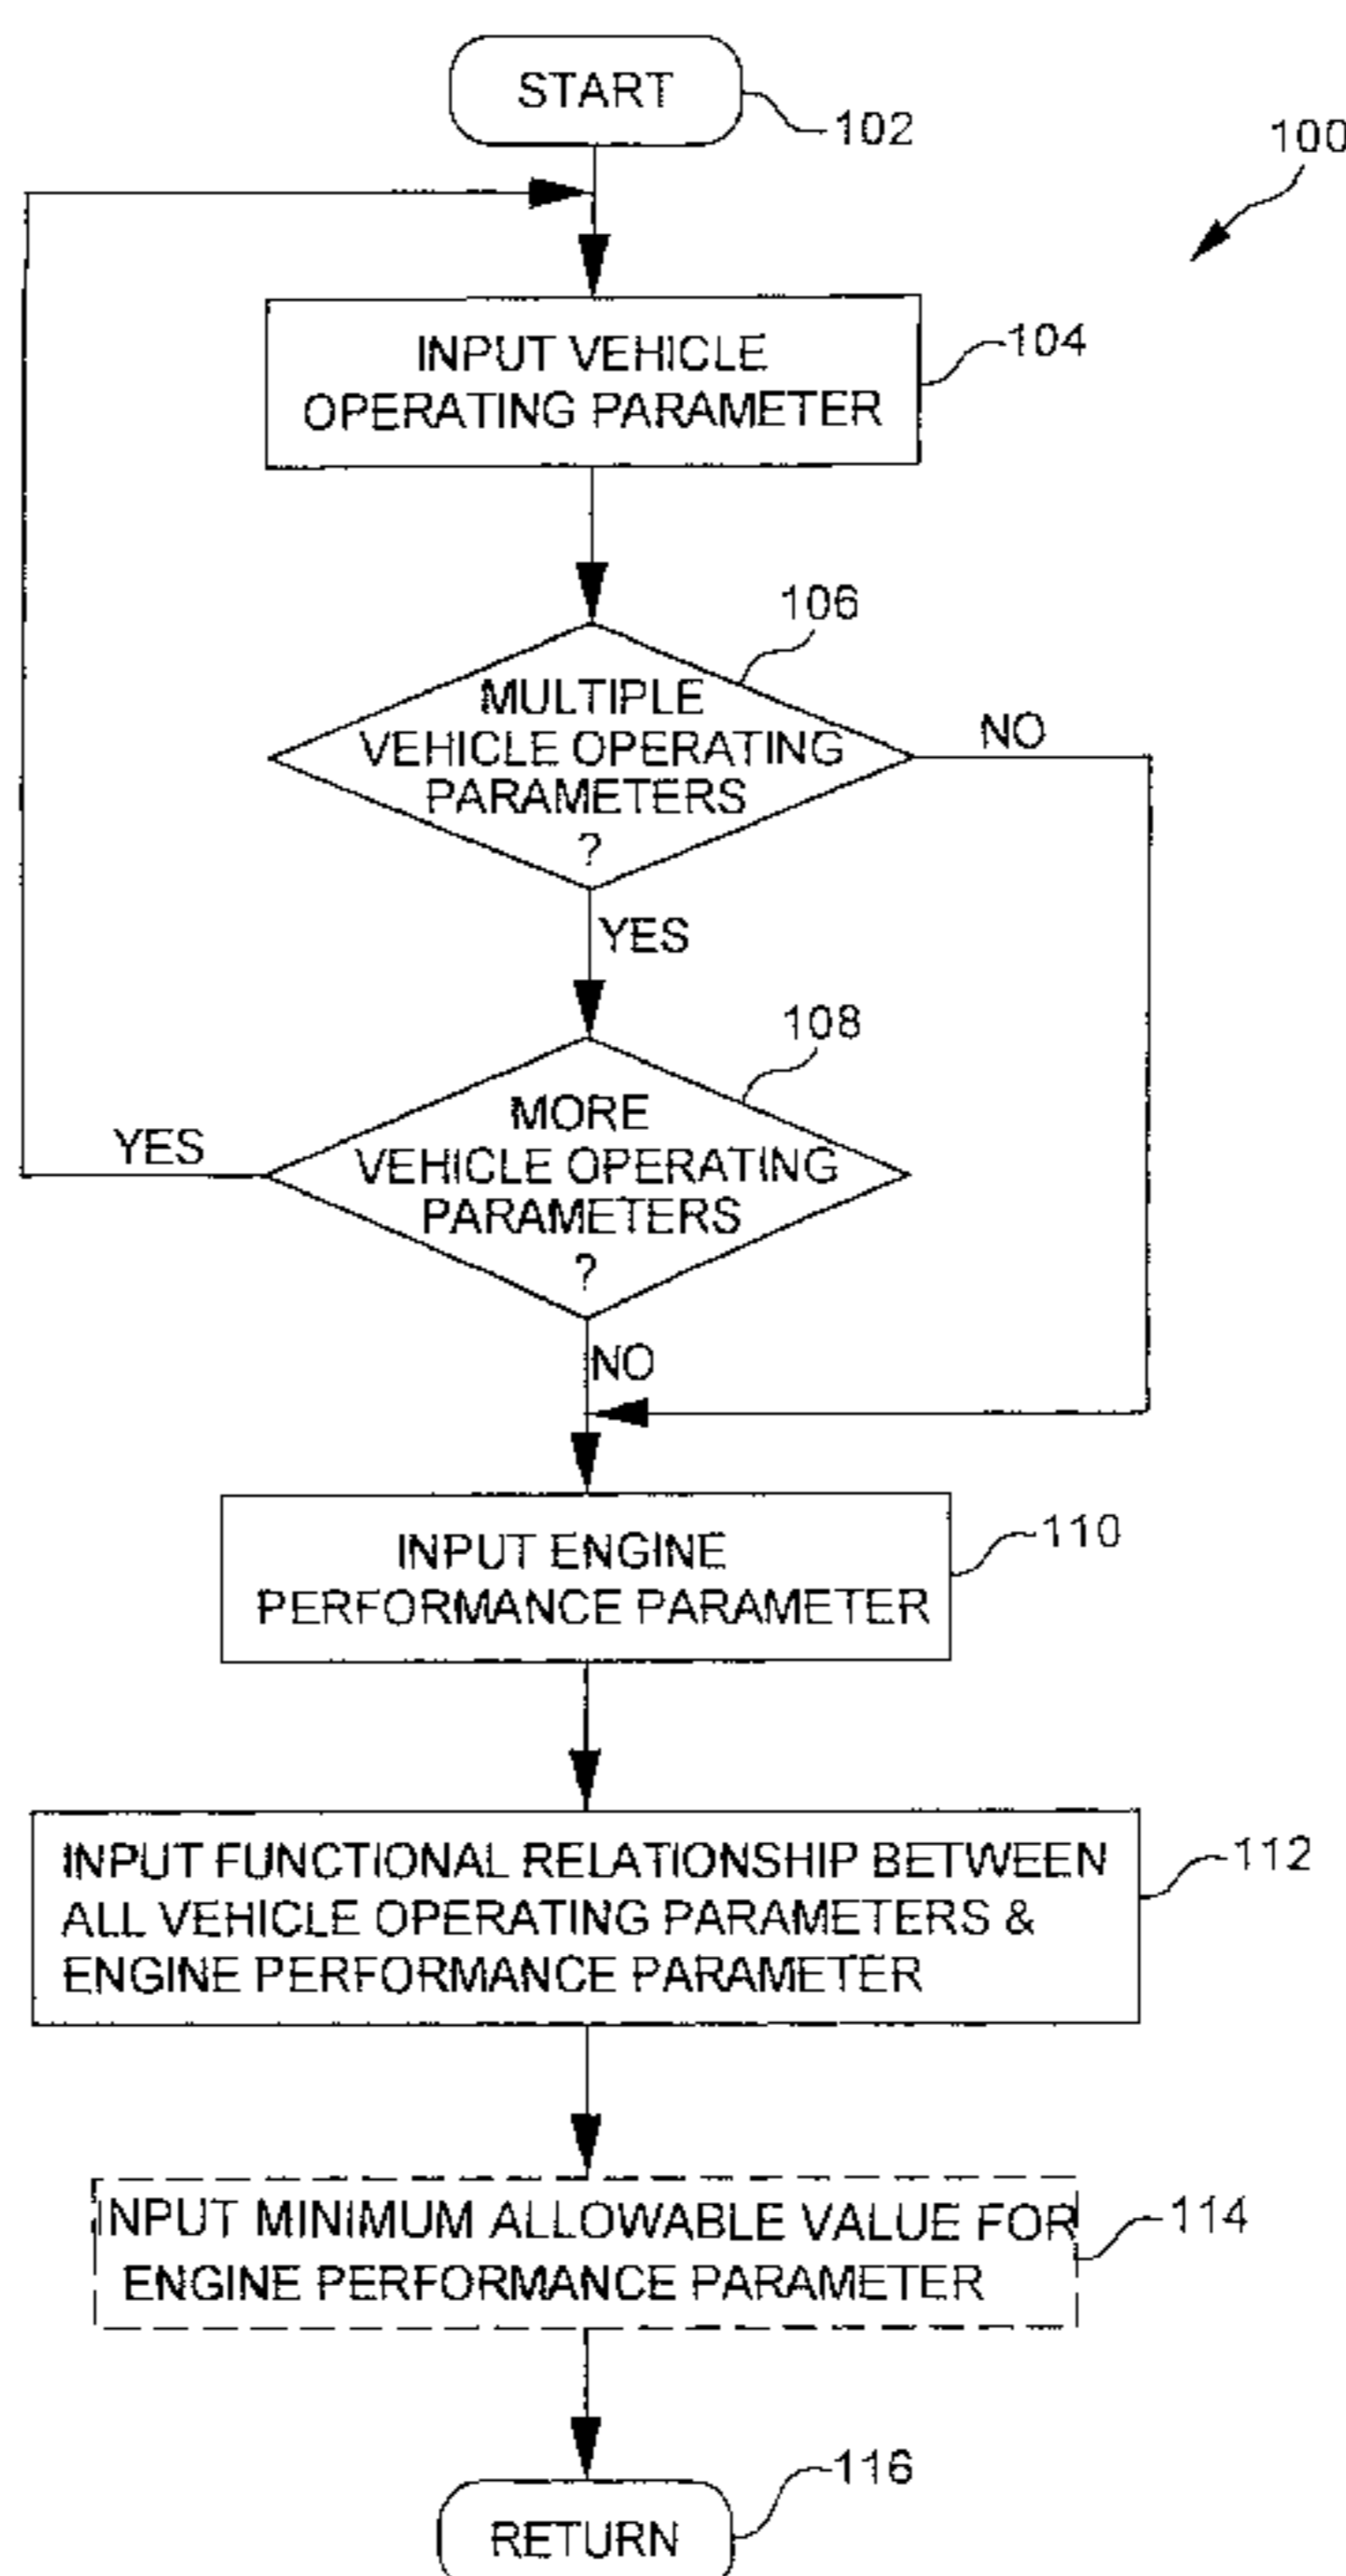 START
102
100
INPUT VEHICLE
OPERATING PARAMETER
104
106
MULTIPLE
VEHICLE OPERATING
PARAMETERS
?
NO
YES
108
MORE
VEHICLE OPERATING
PARAMETERS
?
YES
NO
INPUT ENGINE
PERFORMANCE PARAMETER
110
INPUT FUNCTIONAL RELATIONSHIP BETWEEN
ALL VEHICLE OPERATING PARAMETERS &
ENGINE PERFORMANCE PARAMETER
112
INPUT MINIMUM ALLOWABLE VALUE FOR
ENGINE PERFORMANCE PARAMETER
114
116
RETURN